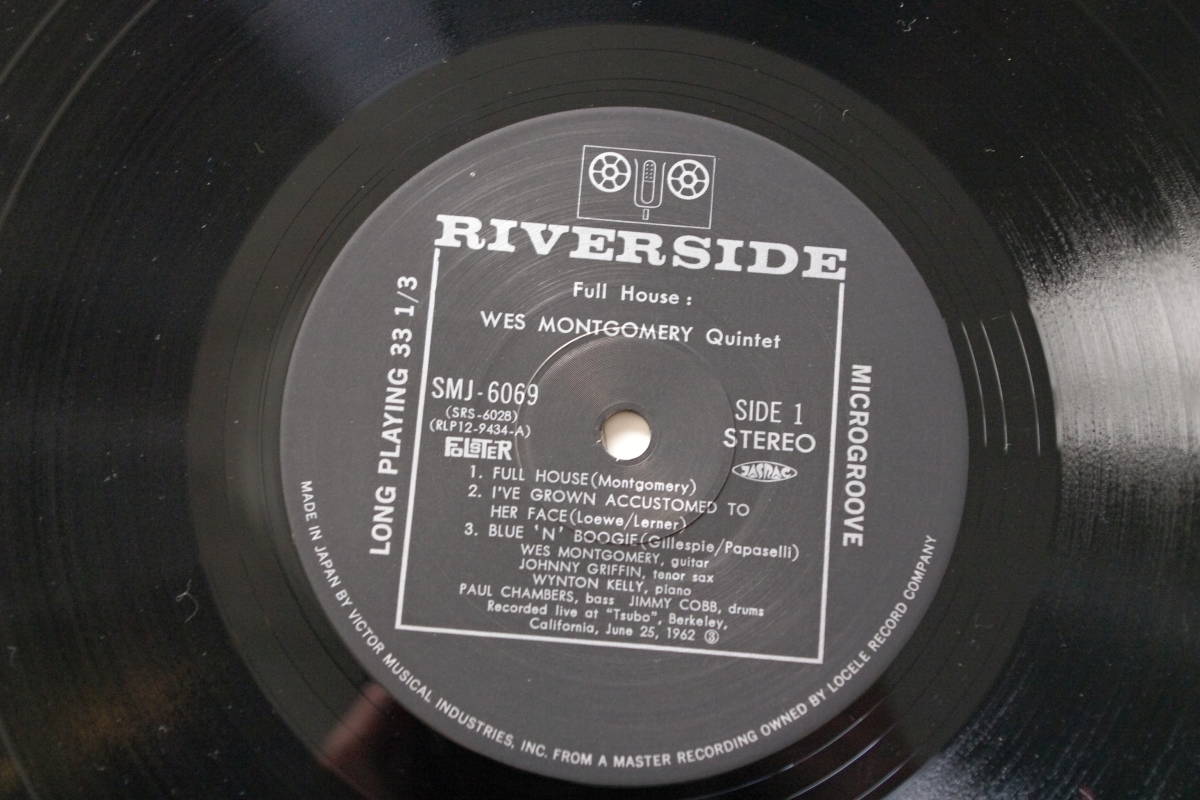 RIVERSIDE
Full House:
WES MONTGOMERY Quintet
LONG PLAYING 33 1/3
MICROGROOVE
SMJ-6069
(SRS-6028)
(RLP12-9434-A)
FOLSTER
SIDE 1
STEREO
JASRAC
1. FULL HOUSE(Montgomery)
2. I'VE GROWN ACCUSTOMED TO
HER FACE(Loewe/Lerner)
3. BLUE 'N' BOOGIE(Gillespie/Papaselli)
WES MONTGOMERY, guitar
JOHNNY GRIFFIN, tenor sax
WYNTON KELLY, piano
PAUL CHAMBERS, bass JIMMY COBB, drums
Recorded live at "Tsubo", Berkeley,
California, June 25, 1962 ③
MADE IN JAPAN BY VICTOR MUSICAL INDUSTRIES, INC. FROM A MASTER RECORDING OWNED BY LOCELE RECORD COMPANY